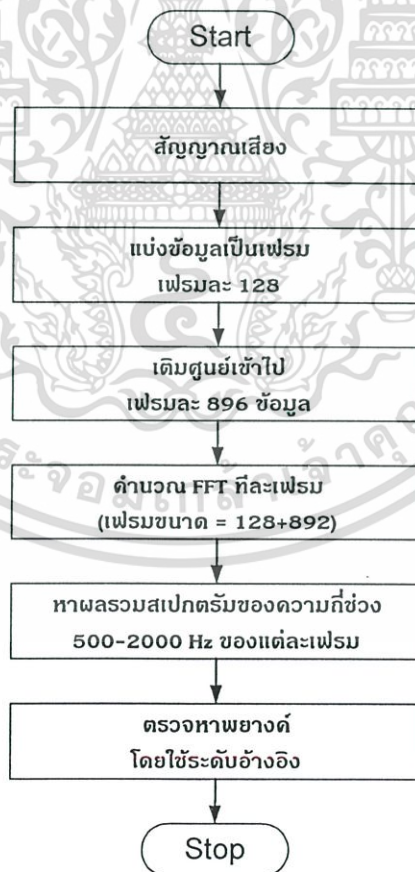 Start
สัญญาณเสียง
แบ่งข้อมูลเป็นเฟรม
เฟรมละ 128
เติมศูนย์เข้าไป
เฟรมละ 896 ข้อมูล
คำนวณ FFT ทีละเฟรม
(เฟรมขนาด = 128+892)
หาผลรวมสเปกตรัมของความถี่ช่วง
500-2000 Hz ของแต่ละเฟรม
ตรวจหาพยางค์
โดยใช้ระดับอ้างอิง
Stop